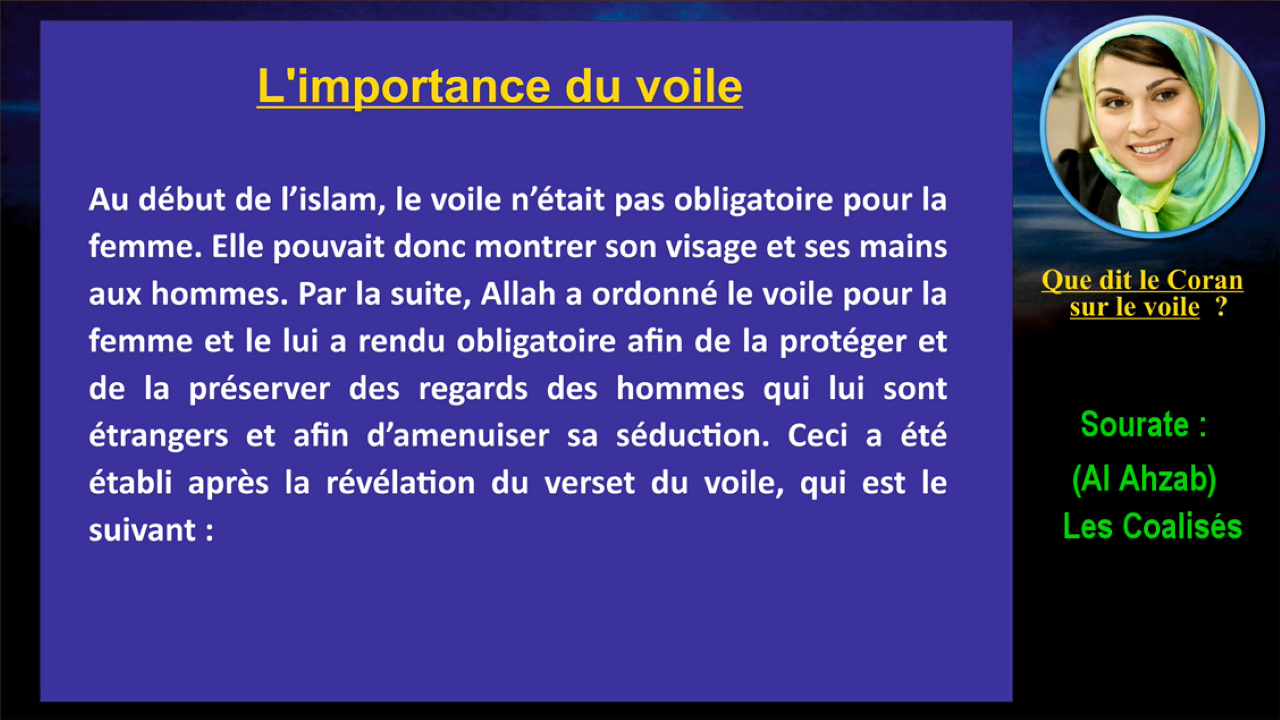 L'importance du voile
Au début de l’islam, le voile n’était pas obligatoire pour la
femme. Elle pouvait donc montrer son visage et ses mains
aux hommes. Par la suite, Allah a ordonné le voile pour la
femme et le lui a rendu obligatoire afin de la protéger et
de la préserver des regards des hommes qui lui sont
étrangers et afin d’amenuiser sa séduction. Ceci a été
établi après la révélation du verset du voile, qui est le
suivant :
Que dit le Coran
sur le voile ?
Sourate :
(Al Ahzab)
Les Coalisés